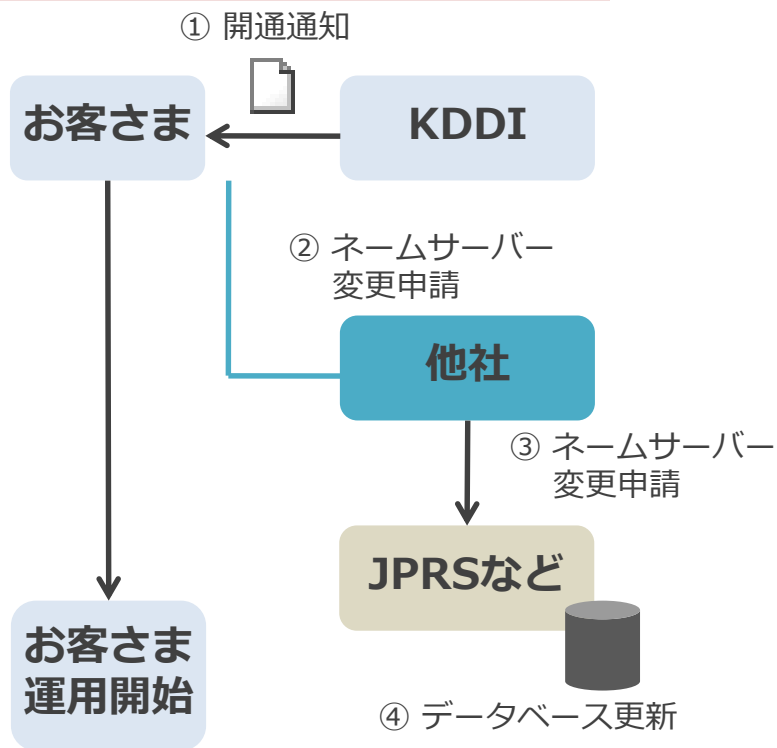 ① 開通通知
お客さま
KDDI
② ネームサーバー
変更申請
他社
③ ネームサーバー
変更申請
JPRSなど
お客さま
運用開始
④ データベース更新